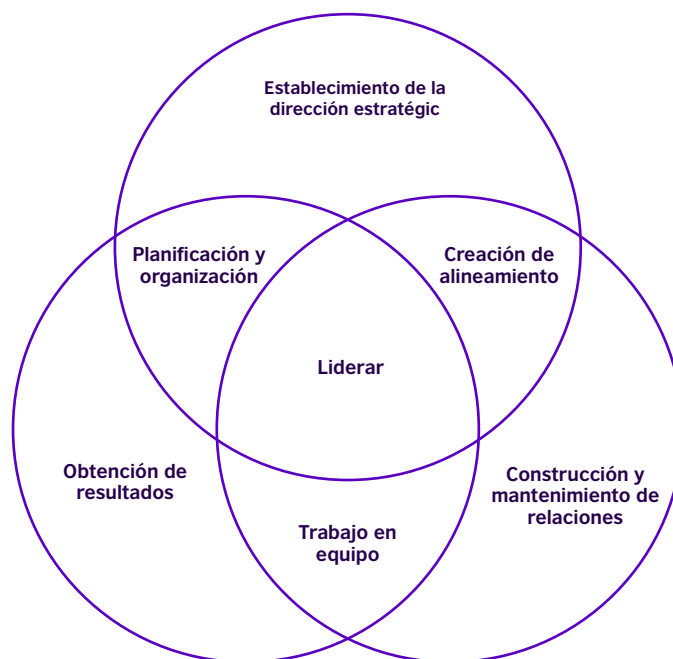 Establecimiento de la
dirección estratégic
Planificación y
organización
Creación de
alineamiento
Liderar
Obtención de
resultados
Construcción y
mantenimiento de
relaciones
Trabajo en
equipo